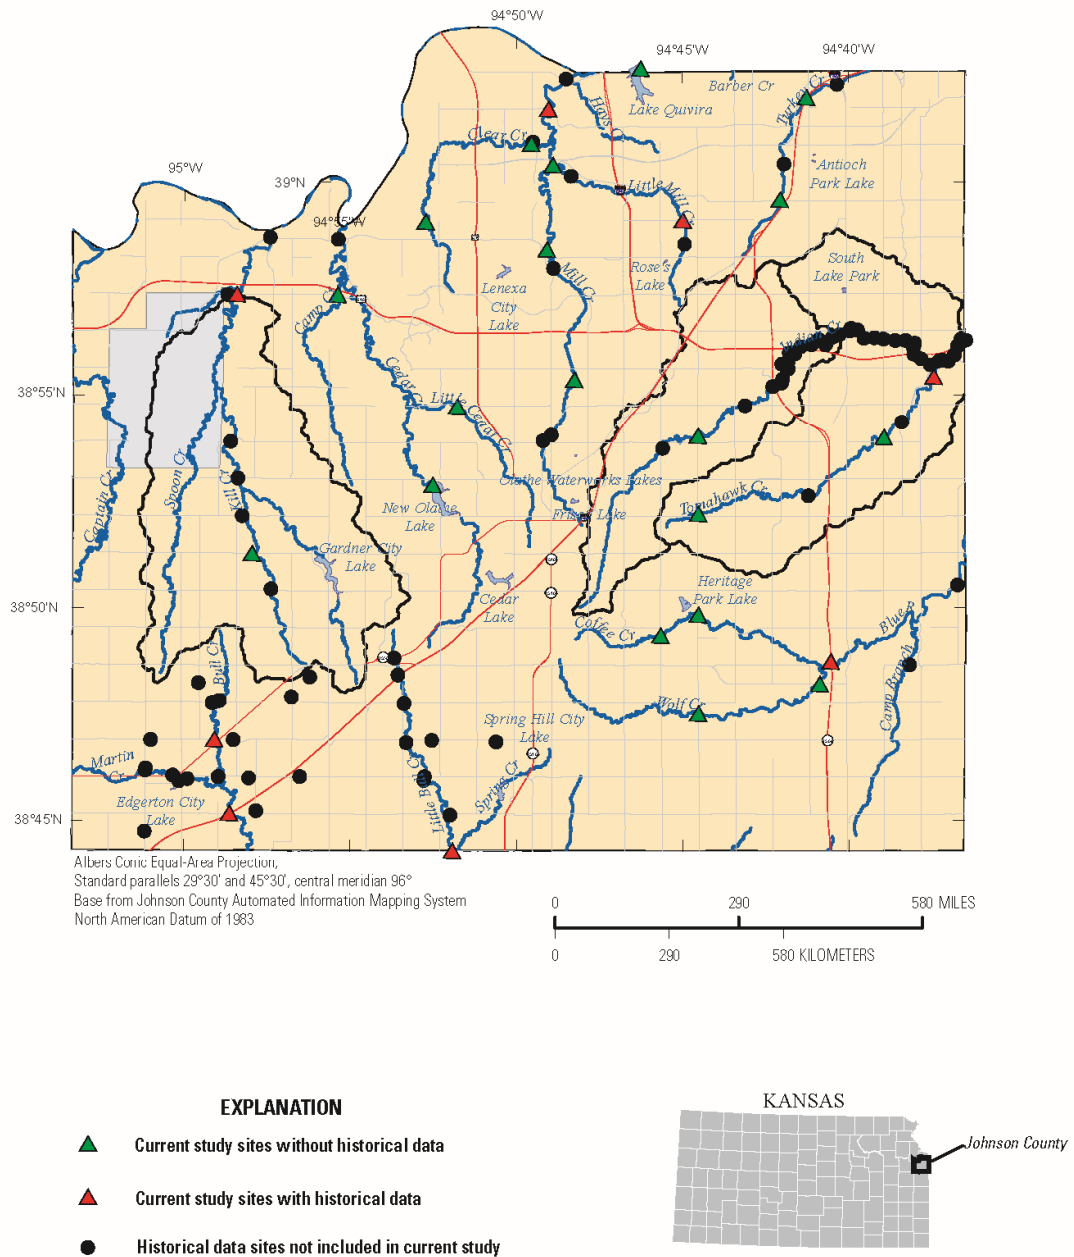 94°50'W
94°45'W
94°40'W
Barber Cr
Turkey Cr
Lake Quivira
Hays Cr
Clear Cr
95°W
39°N
Antioch
Park Lake
Little Mill Cr
94°55'W
South
Lake Park
Rose's
Lake
Mill Cr
Lenexa
City
Lake
Camp Cr
Indian Cr
38°55'N
Cedar Cr
Little Cedar Cr
Spoon Cr
Kill Cr
Captain Cr
Olathe Waterworks Lakes
New Olathe
Lake
Frisco Lake
Tomahawk Cr
Gardner City
Lake
Heritage
Park Lake
Cedar
Lake
38°50'N
Coffee Cr
Blue R
Bull Cr
Camp Branch
Wolf Cr
Spring Hill City
Lake
Martin
Cr
Spring Cr
Little Bull Cr
Edgerton City
Lake
38°45'N
Albers Conic Equal-Area Projection,
Standard parallels 29°30' and 45°30', central meridian 96°
Base from Johnson County Automated Information Mapping System
North American Datum of 1983
0 290 580 MILES
0 290 580 KILOMETERS
EXPLANATION
Current study sites without historical data
Current study sites with historical data
Historical data sites not included in current study
KANSAS
Johnson County